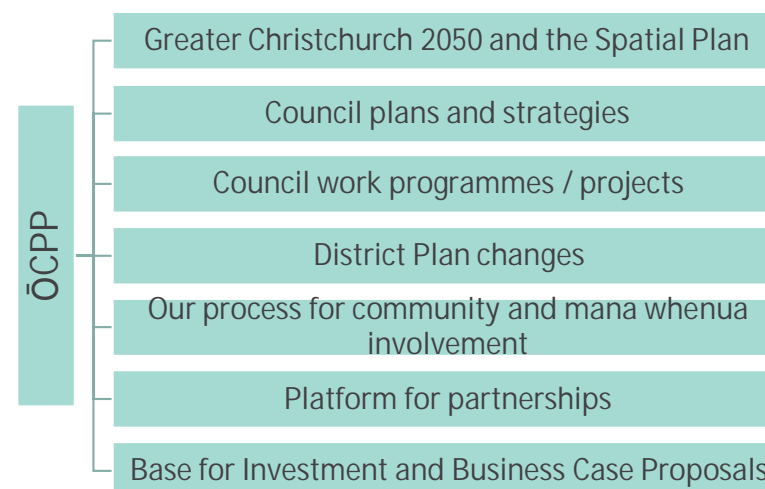 ŌCPP
Greater Christchurch 2050 and the Spatial Plan
Council plans and strategies
Council work programmes / projects
District Plan changes
Our process for community and mana whenua
involvement
Platform for partnerships
Base for Investment and Business Case Proposals